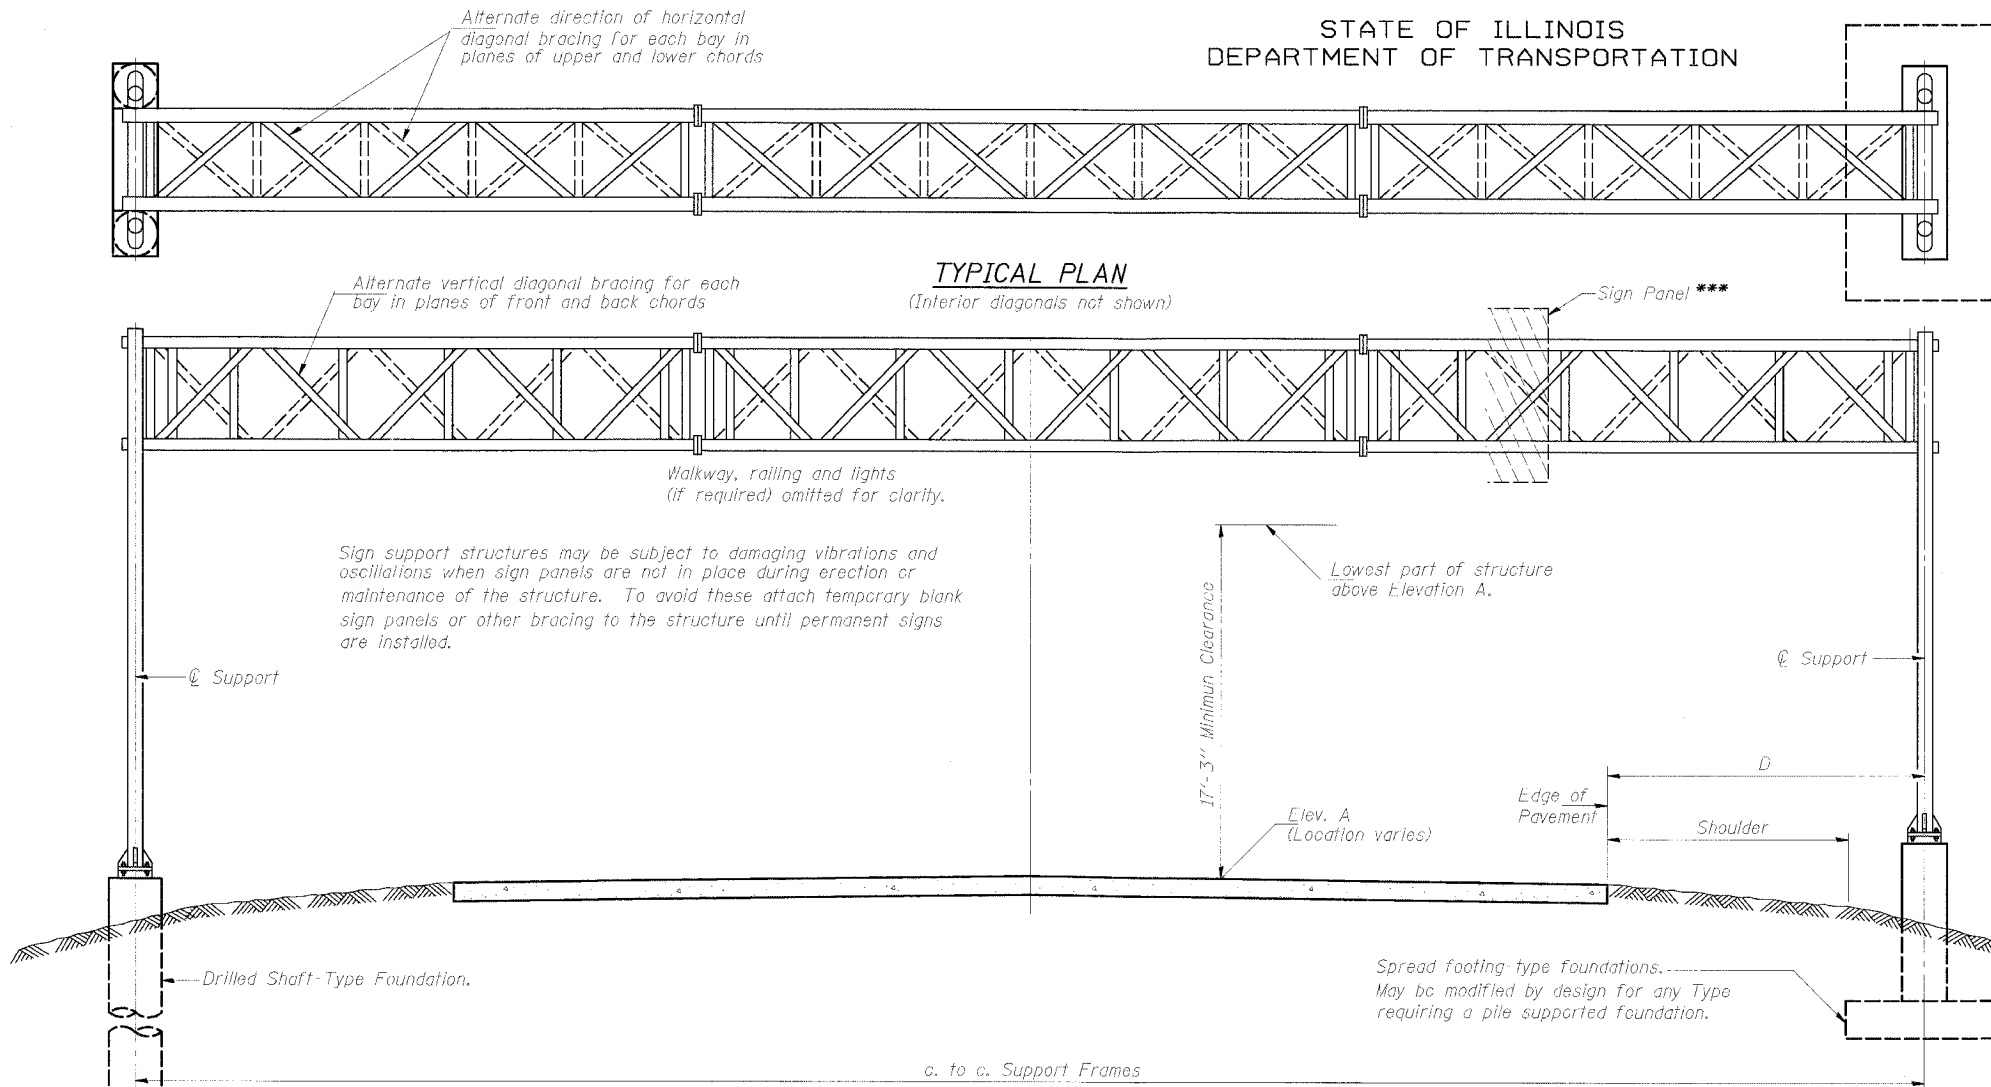 Alternate direction of horizontal
diagonal bracing for each bay in
planes of upper and lower chords
STATE OF ILLINOIS
DEPARTMENT OF TRANSPORTATION
TYPICAL PLAN
(Interior diagonals not shown)
Alternate vertical diagonal bracing for each
bay in planes of front and back chords
Sign Panel ***
Walkway, railing and lights
(if required) omitted for clarity.
Sign support structures may be subject to damaging vibrations and
oscillations when sign panels are not in place during erection or
maintenance of the structure. To avoid these attach temporary blank
sign panels or other bracing to the structure until permanent signs
are installed.
Lowest part of structure
above Elevation A.
17'-3" Minimun Clearance
℄ Support
℄ Support
D
Edge of
Pavement
Shoulder
Elev. A
(Location varies)
Drilled Shaft-Type Foundation.
Spread footing type foundations.
May be modified by design for any Type
requiring a pile supported foundation.
c. to c. Support Frames